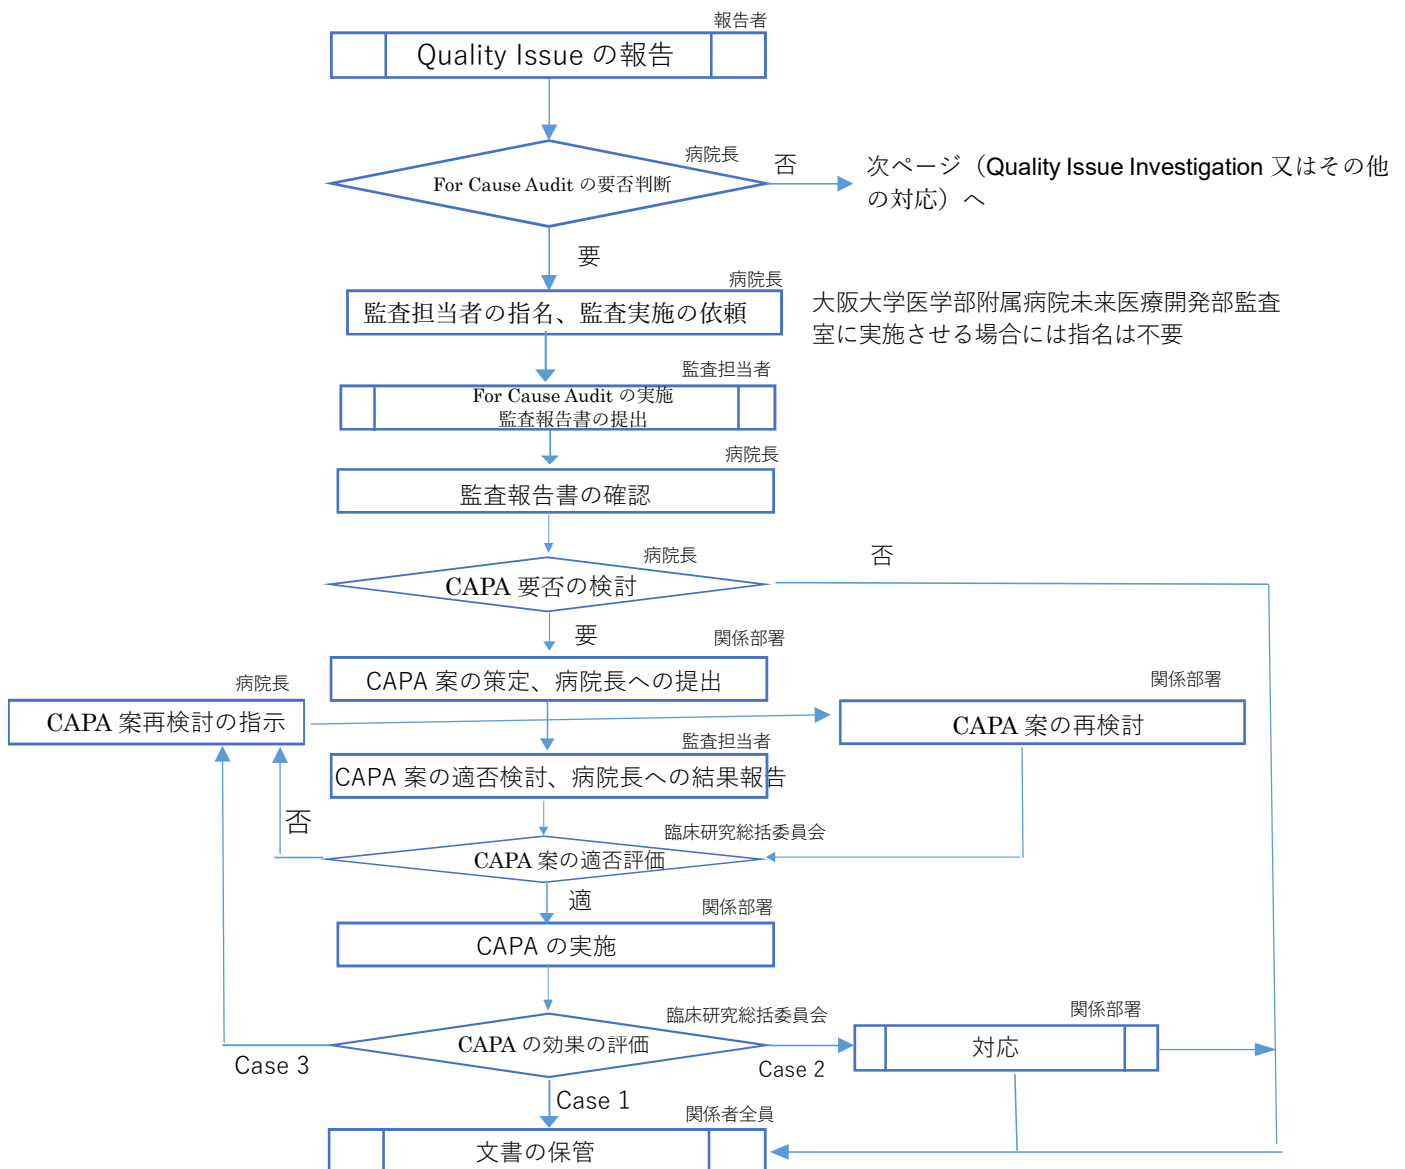 報告者
Quality Issue の報告
病院長
For Cause Audit の要否判断
否
次ページ（Quality Issue Investigation 又はその他
の対応）へ
要
病院長
監査担当者の指名、監査実施の依頼
大阪大学医学部附属病院未来医療開発部監査
室に実施させる場合には指名は不要
監査担当者
For Cause Audit の実施
監査報告書の提出
病院長
監査報告書の確認
病院長
CAPA 要否の検討
否
要
関係部署
CAPA 案の策定、病院長への提出
病院長
CAPA 案再検討の指示
関係部署
CAPA 案の再検討
監査担当者
CAPA 案の適否検討、病院長への結果報告
否
臨床研究総括委員会
CAPA 案の適否評価
適
関係部署
CAPA の実施
臨床研究総括委員会
CAPA の効果の評価
Case 3
Case 2
関係部署
対応
Case 1
関係者全員
文書の保管